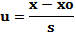 u = x − xo / s